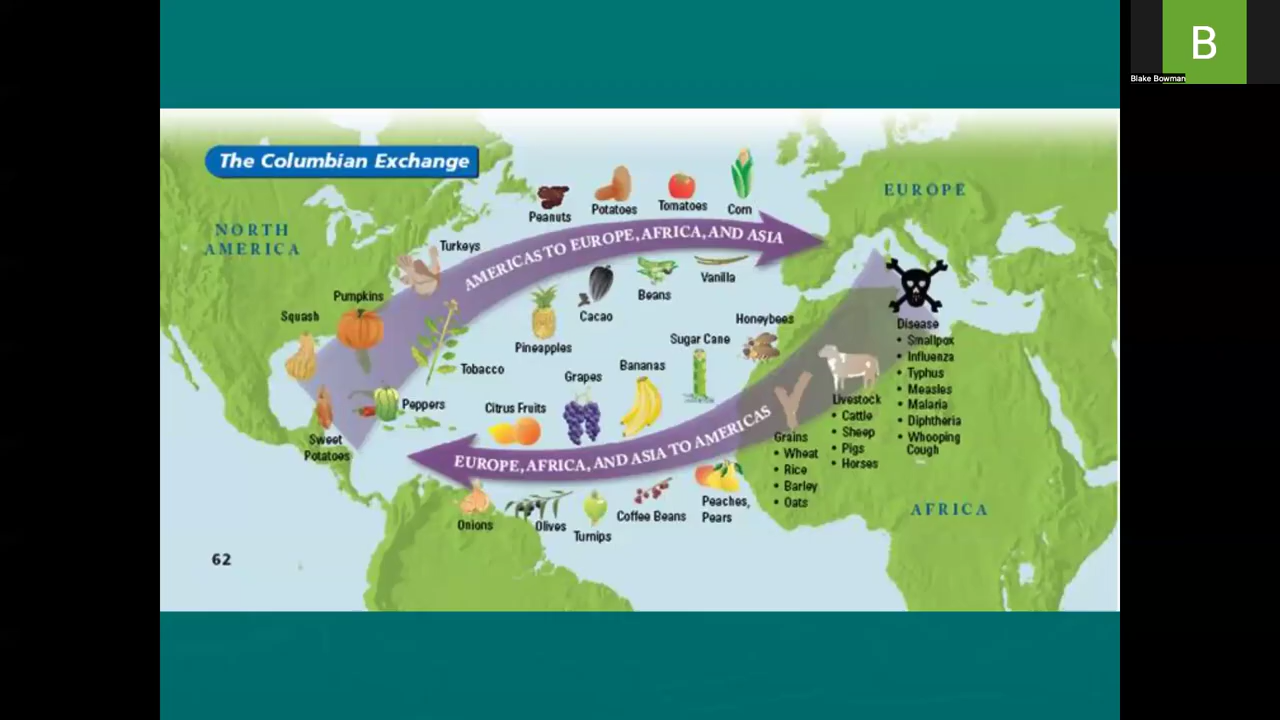 B
Blake Bowman
The Columbian Exchange
NORTH
AMERICA
EUROPE
AFRICA
AMERICAS TO EUROPE, AFRICA, AND ASIA
Peanuts
Potatoes
Tomatoes
Corn
Turkeys
Pumpkins
Squash
Tobacco
Peppers
Sweet
Potatoes
Pineapples
Cacao
Beans
Vanilla
EUROPE, AFRICA, AND ASIA TO AMERICAS
Citrus Fruits
Grapes
Bananas
Sugar Cane
Honeybees
Onions
Olives
Turnips
Coffee Beans
Peaches,
Pears
Grains
• Wheat
• Rice
• Barley
• Oats
Livestock
• Cattle
• Sheep
• Pigs
• Horses
Disease
• Smallpox
• Influenza
• Typhus
• Measles
• Malaria
• Diphtheria
• Whooping
Cough
62